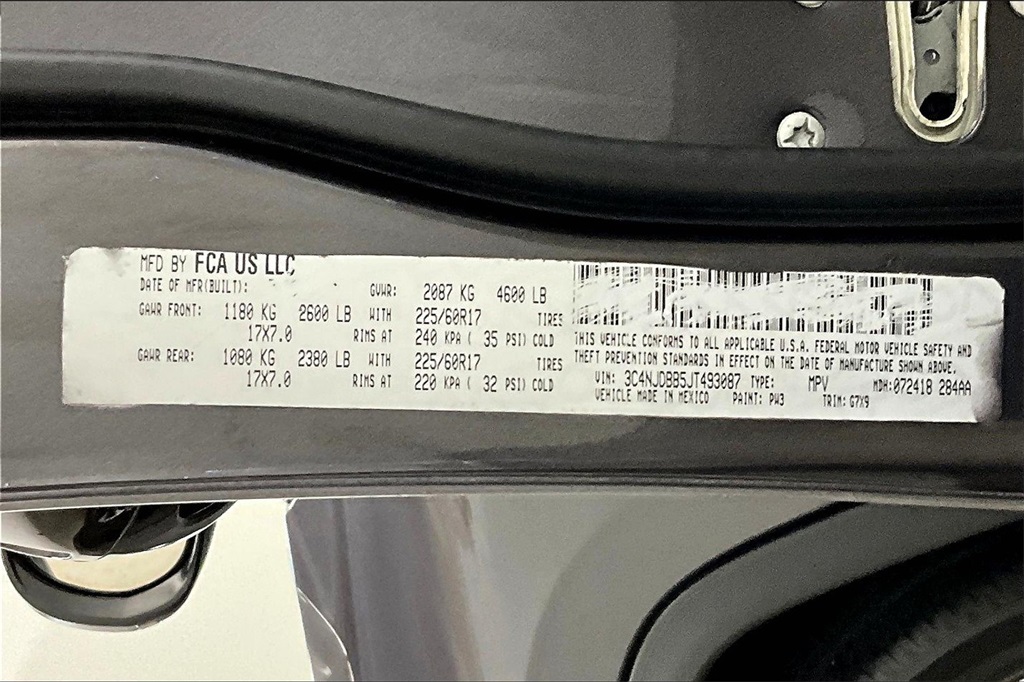 MFD BY FCA US LLC
DATE OF MFR(BUILT):
GVWR: 2087 KG 4600 LB
GAWR FRONT: 1180 KG 2600 LB WITH 225/60R17 TIRES
17X7.0 RIMS AT 240 KPA ( 35 PSI) COLD
GAWR REAR: 1080 KG 2380 LB WITH 225/60R17 TIRES
17X7.0 RIMS AT 220 KPA ( 32 PSI) COLD
THIS VEHICLE CONFORMS TO ALL APPLICABLE U.S.A. FEDERAL MOTOR VEHICLE SAFETY AND
THEFT PREVENTION STANDARDS IN EFFECT ON THE DATE OF MANUFACTURE SHOWN ABOVE.
VIN: 3C4NJDBB5JT493087 TYPE: MPV MDH:072418 284AA
VEHICLE MADE IN MEXICO PAINT: PW3 TRIM: G7X9